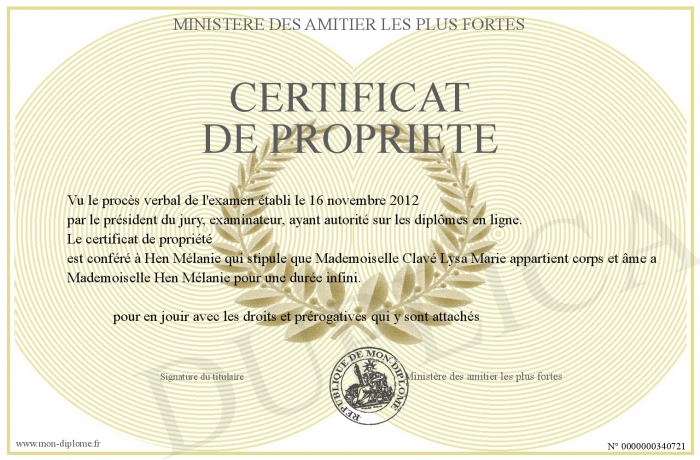 MINISTERE DES AMITIER LES PLUS FORTES
CERTIFICAT
DE PROPRIETE
Vu le procès verbal de l'examen établi le 16 novembre 2012
par le président du jury, examinateur, ayant autorité sur les diplômes en ligne.
Le certificat de propriété
est conféré à Hen Mélanie qui stipule que Mademoiselle Clavé Lysa Marie appartient corps et âme a
Mademoiselle Hen Mélanie pour une durée infini.
pour en jouir avec les droits et prérogatives qui y sont attachés
Signature du titulaire
Ministère des amitier les plus fortes
REPUBLIQUE DE MON-DIPLOME
DUPLICATA
www.mon-diplome.fr
N° 0000000340721